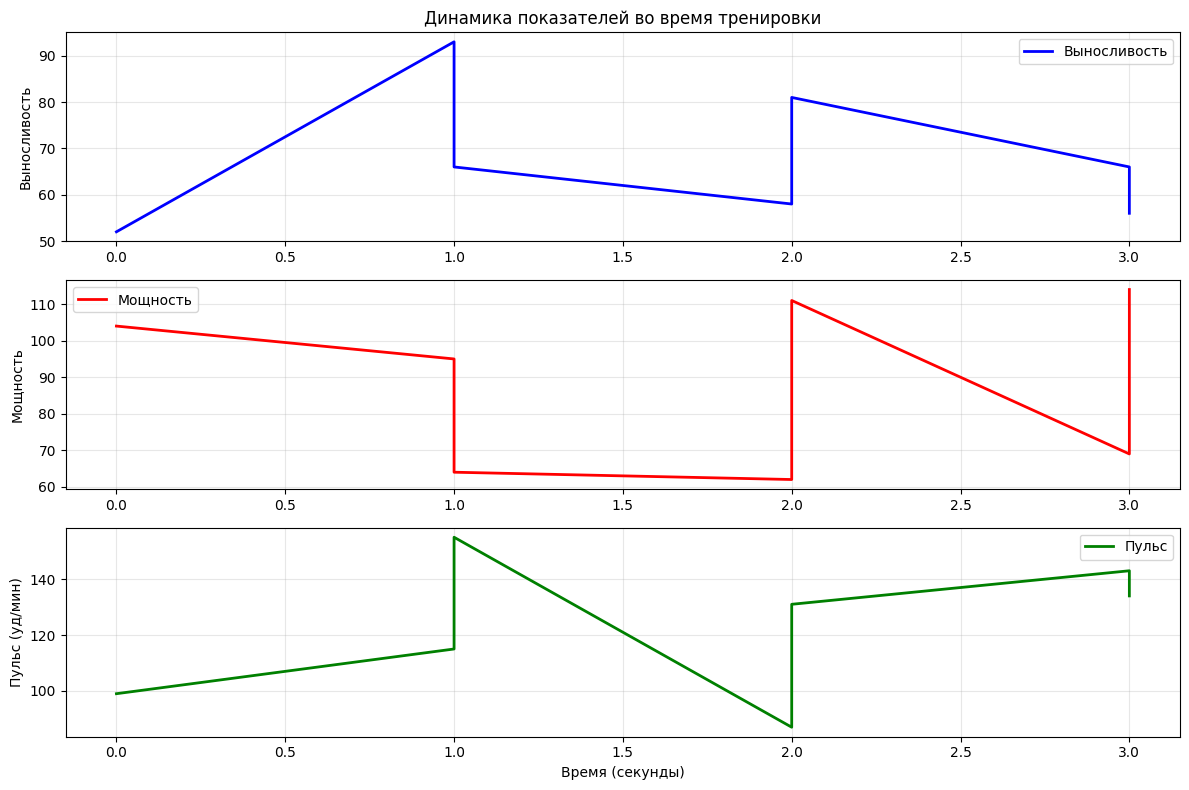 Динамика показателей во время тренировки
Выносливость
Выносливость
90
80
70
60
50
0.0 0.5 1.0 1.5 2.0 2.5 3.0
Мощность
Мощность
110
100
90
80
70
60
0.0 0.5 1.0 1.5 2.0 2.5 3.0
Пульс (уд/мин)
Пульс
140
120
100
0.0 0.5 1.0 1.5 2.0 2.5 3.0
Время (секунды)